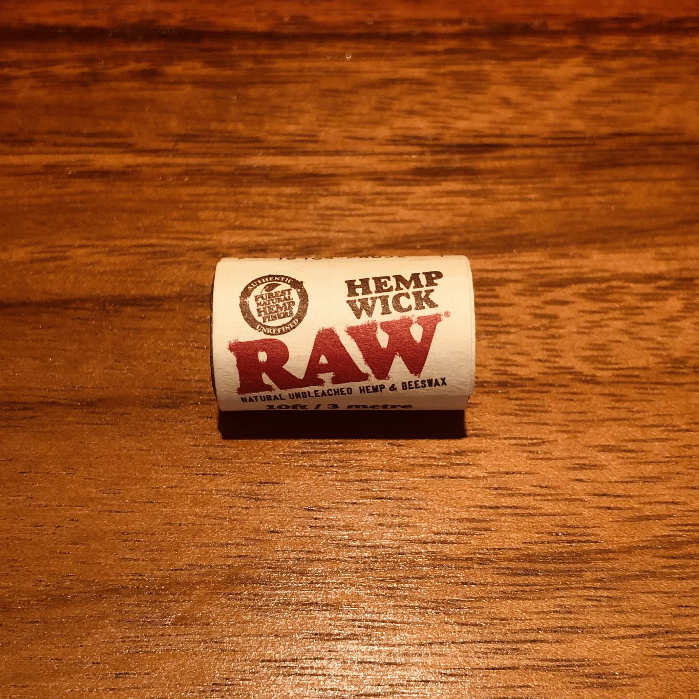 AUTHENTIC
PUREST
NATURAL
HEMP
FIBERS
UNREFINED
HEMP
WICK
RAW®
NATURAL UNBLEACHED HEMP & BEESWAX
10ft / 3 metre